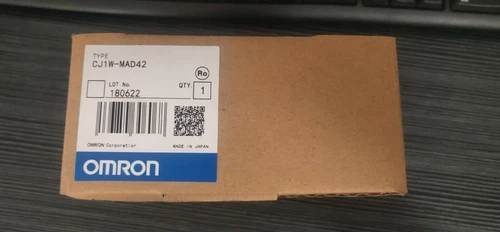 TYPE
CJ1W-MAD42
Ro
LOT No.
QTY.
180622
1
OMRON Corporation
MADE IN JAPAN
OMRON